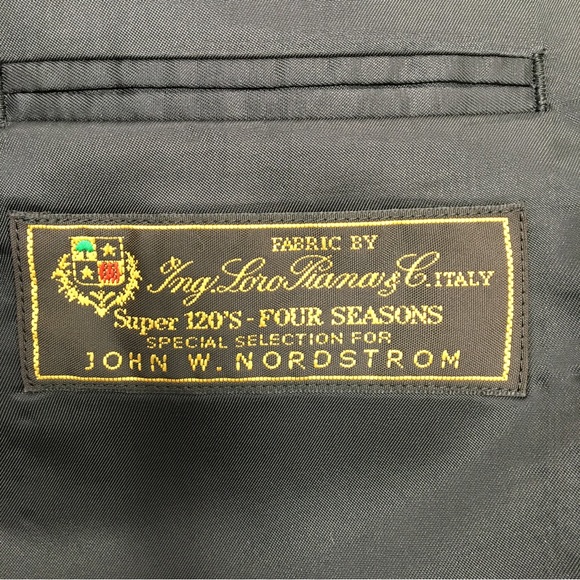 FABRIC BY
Ing. Loro Piana & C. ITALY
Super 120'S - FOUR SEASONS
SPECIAL SELECTION FOR
JOHN W. NORDSTROM